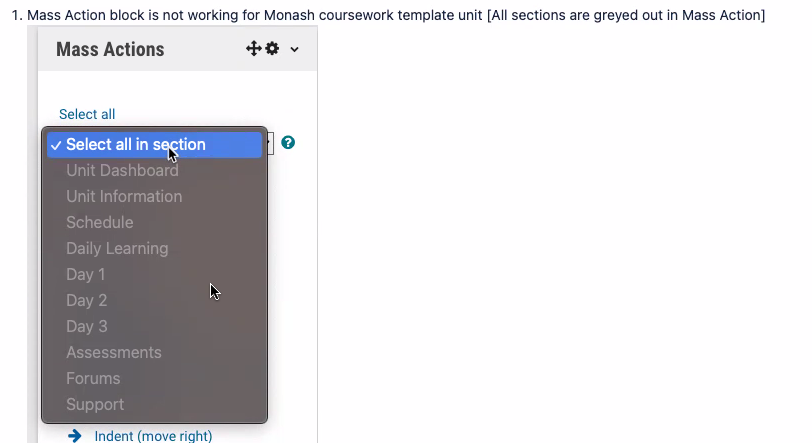 1. Mass Action block is not working for Monash coursework template unit [All sections are greyed out in Mass Action]
Mass Actions
Select all
✓ Select all in section
?
Unit Dashboard
Unit Information
Schedule
Daily Learning
Day 1
Day 2
Day 3
Assessments
Forums
Support
Indent (move right)